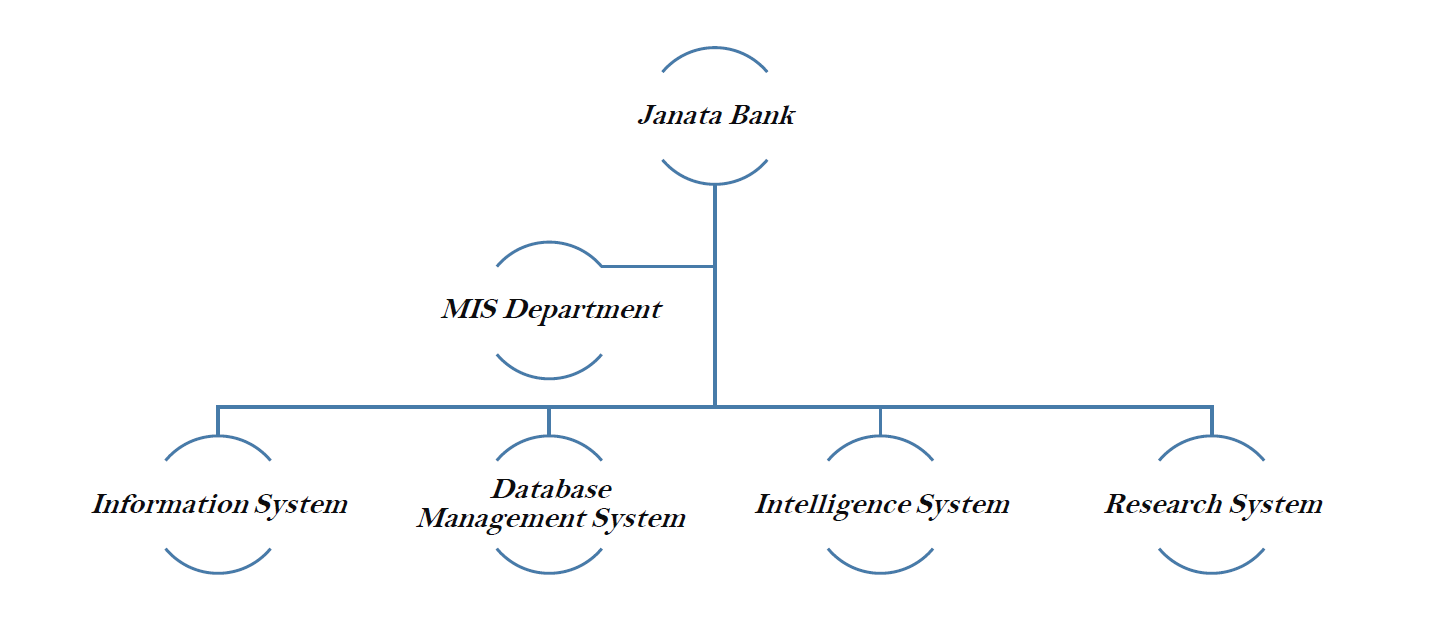 Janata Bank
MIS Department
Information System
Database
Management System
Intelligence System
Research System